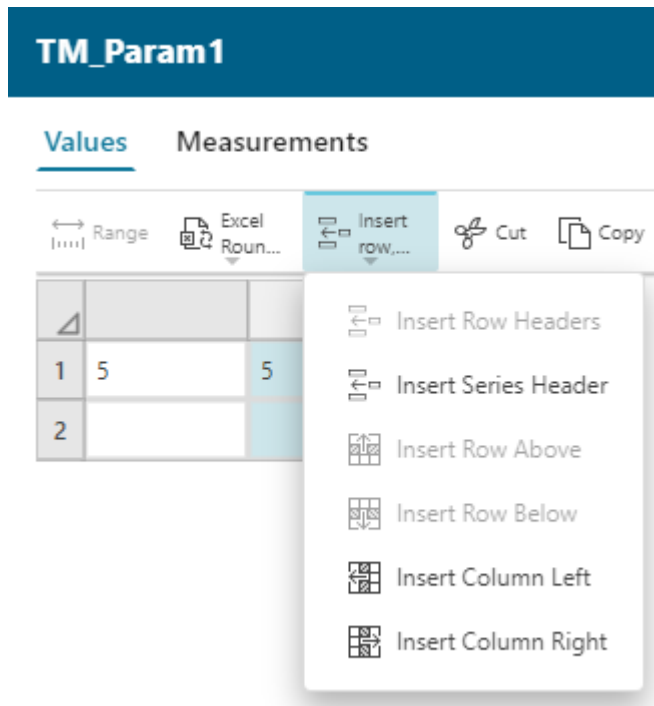 TM_Param1
Values Measurements
Range Excel Roun... Insert row,... Cut Copy
Insert Row Headers
1 5 5
Insert Series Header
2
Insert Row Above
Insert Row Below
Insert Column Left
Insert Column Right